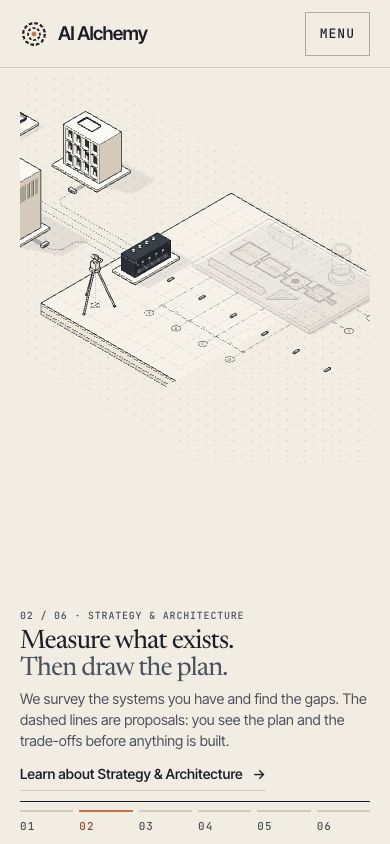 AI Alchemy
MENU
02 / 06 · STRATEGY & ARCHITECTURE
Measure what exists.
Then draw the plan.
We survey the systems you have and find the gaps. The
dashed lines are proposals: you see the plan and the
trade-offs before anything is built.
Learn about Strategy & Architecture →
01 02 03 04 05 06